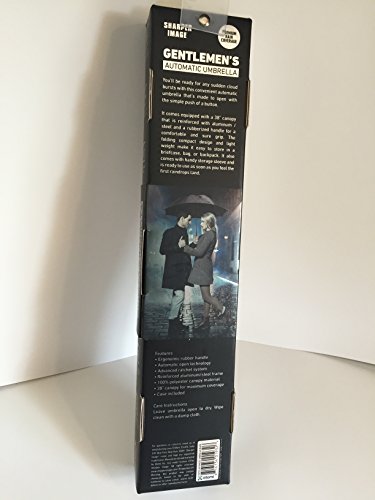 SHARPER
IMAGE
GENTLEMEN'S
AUTOMATIC UMBRELLA
You'll be ready for any sudden cloud
bursts with this convenient automatic
umbrella that's made to open with
the simple push of a button.
It comes equipped with a 38" canopy
that is reinforced with aluminum /
steel and a rubberized handle for a
comfortable and sure grip. The
folding compact design and light
weight make it easy to store in a
briefcase, bag, or backpack. It also
comes with handy storage sleeve and
is ready to use as soon as you feel the
first raindrops land.
Features
• Ergonomic rubber handle
• Automatic open technology
• Advanced ratchet system
• Reinforced aluminum/steel frame
• 100% polyester canopy material
• 38" canopy for maximum coverage
• Case included
Care Instructions
Leave umbrella open to dry. Wipe
clean with a damp cloth.